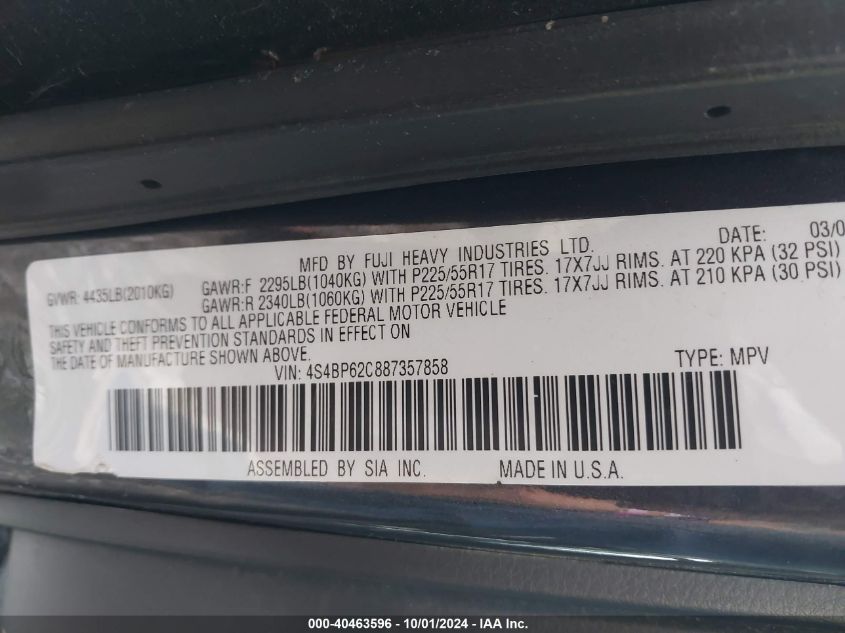 MFD BY FUJI HEAVY INDUSTRIES LTD. DATE: 03/0
GVWR: 4435LB(2010KG) GAWR:F 2295LB(1040KG) WITH P225/55R17 TIRES. 17X7JJ RIMS. AT 220 KPA (32 PSI)
GAWR:R 2340LB(1060KG) WITH P225/55R17 TIRES. 17X7JJ RIMS. AT 210 KPA (30 PSI)
THIS VEHICLE CONFORMS TO ALL APPLICABLE FEDERAL MOTOR VEHICLE
SAFETY AND THEFT PREVENTION STANDARDS IN EFFECT ON
THE DATE OF MANUFACTURE SHOWN ABOVE.
VIN: 4S4BP62C887357858 TYPE: MPV
ASSEMBLED BY SIA INC. MADE IN U.S.A.
000-40463596 - 10/01/2024 - IAA Inc.